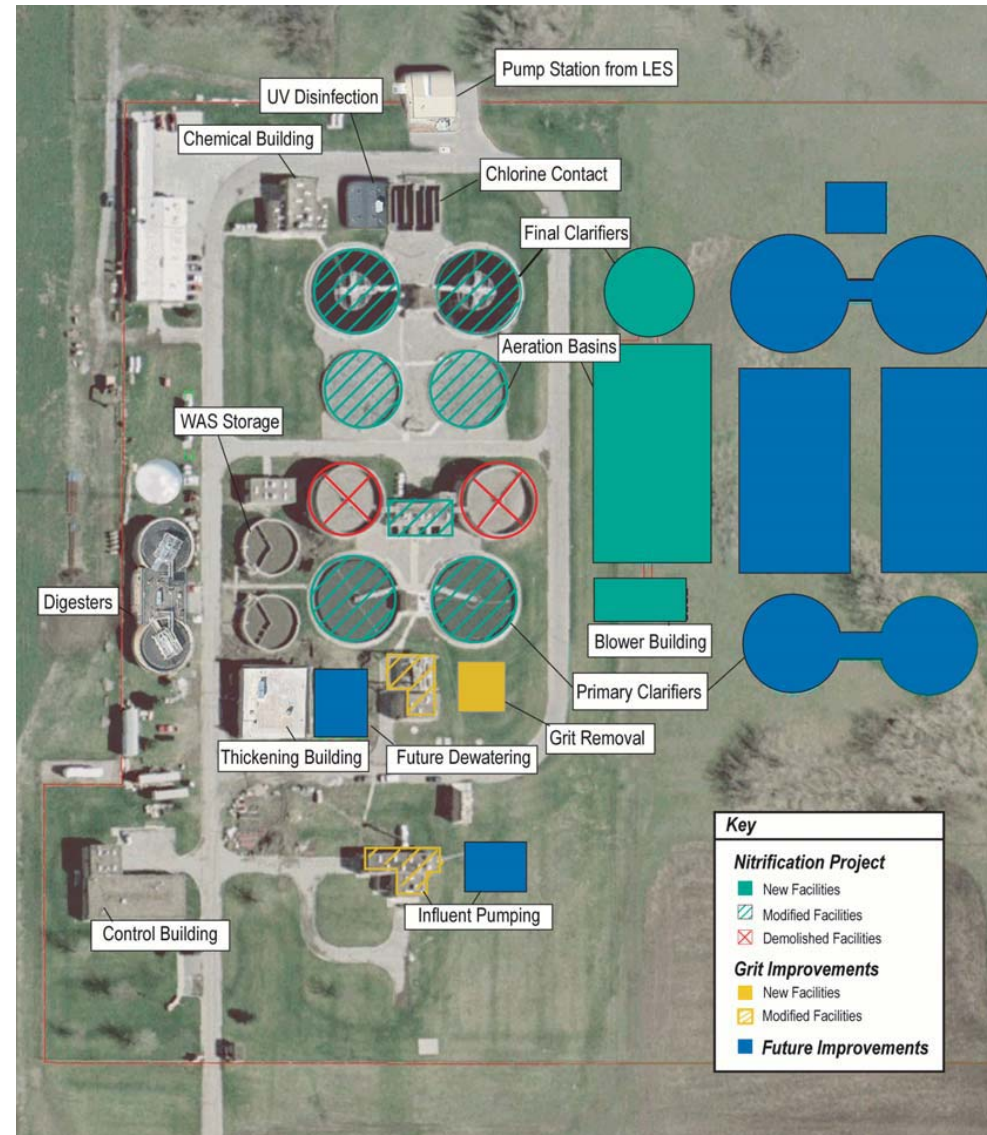 Pump Station from LES
UV Disinfection
Chemical Building
Chlorine Contact
Final Clarifiers
Aeration Basins
WAS Storage
Digesters
Blower Building
Primary Clarifiers
Grit Removal
Thickening Building
Future Dewatering
Influent Pumping
Control Building
Key
Nitrification Project
New Facilities
Modified Facilities
Demolished Facilities
Grit Improvements
New Facilities
Modified Facilities
Future Improvements